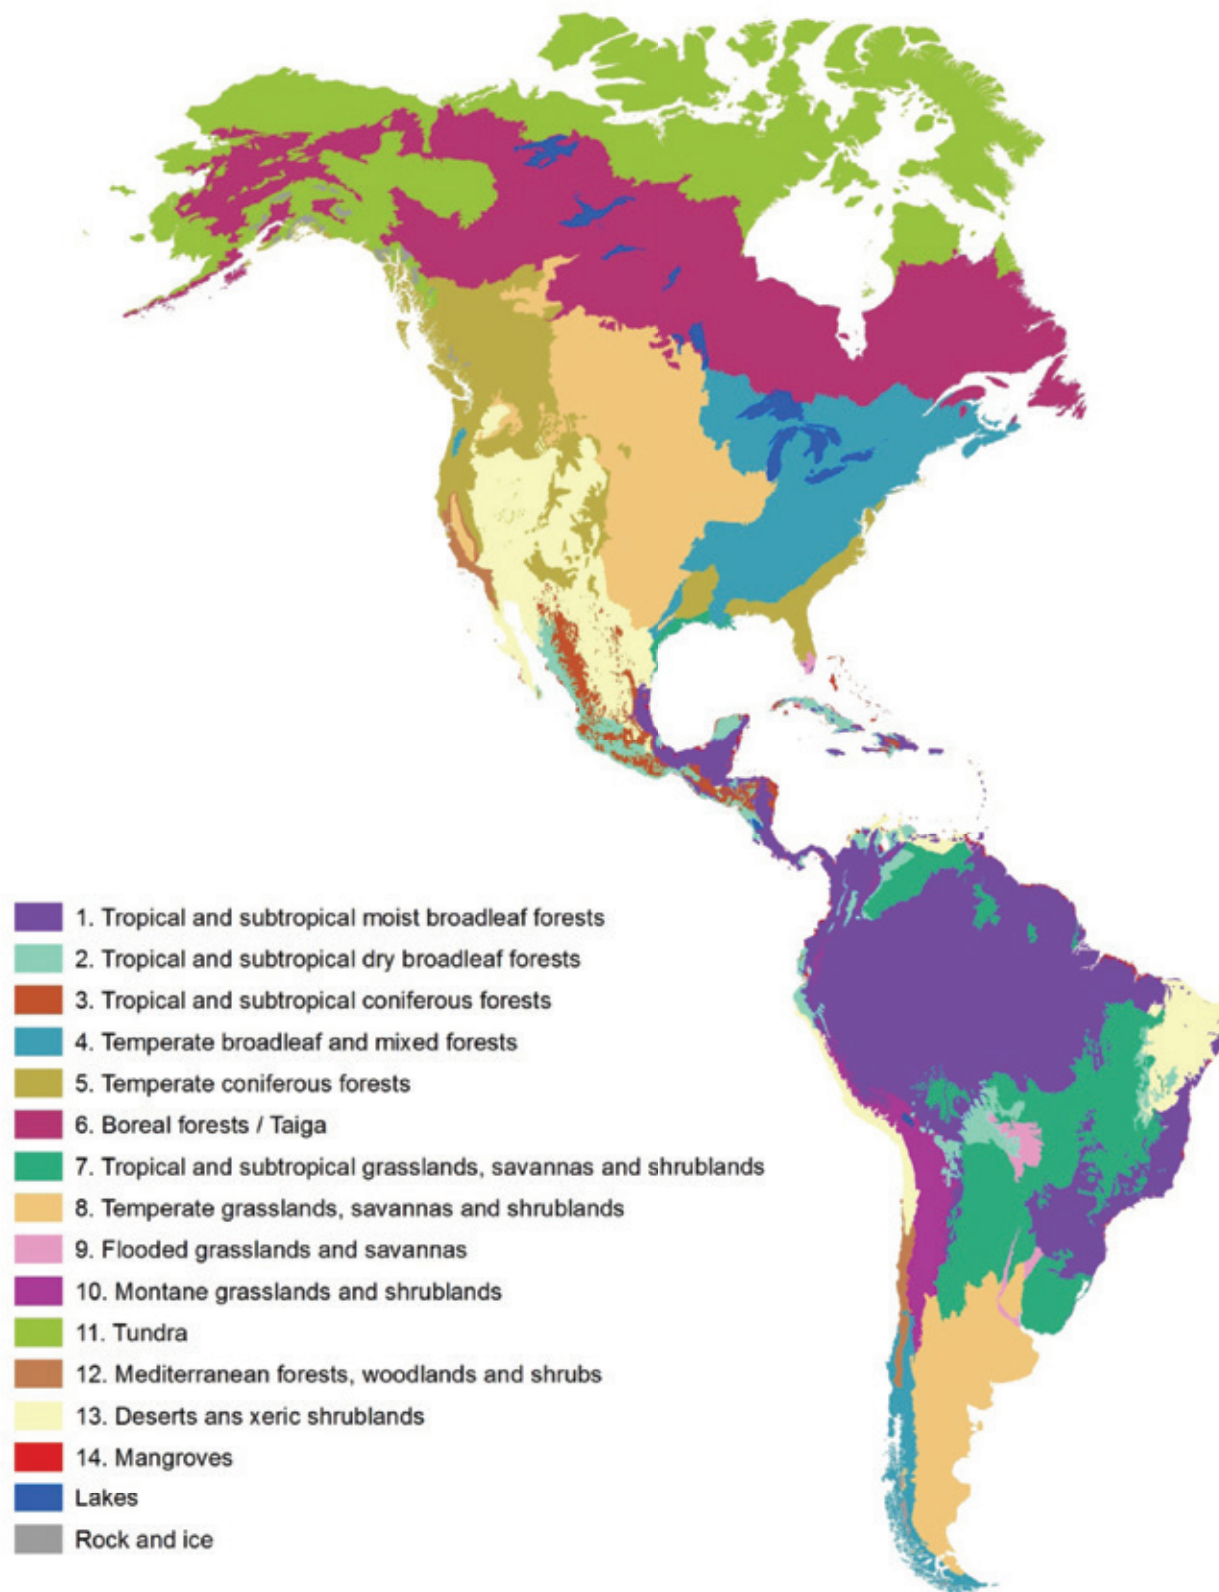 1. Tropical and subtropical moist broadleaf forests
2. Tropical and subtropical dry broadleaf forests
3. Tropical and subtropical coniferous forests
4. Temperate broadleaf and mixed forests
5. Temperate coniferous forests
6. Boreal forests / Taiga
7. Tropical and subtropical grasslands, savannas and shrublands
8. Temperate grasslands, savannas and shrublands
9. Flooded grasslands and savannas
10. Montane grasslands and shrublands
11. Tundra
12. Mediterranean forests, woodlands and shrubs
13. Deserts ans xeric shrublands
14. Mangroves
Lakes
Rock and ice